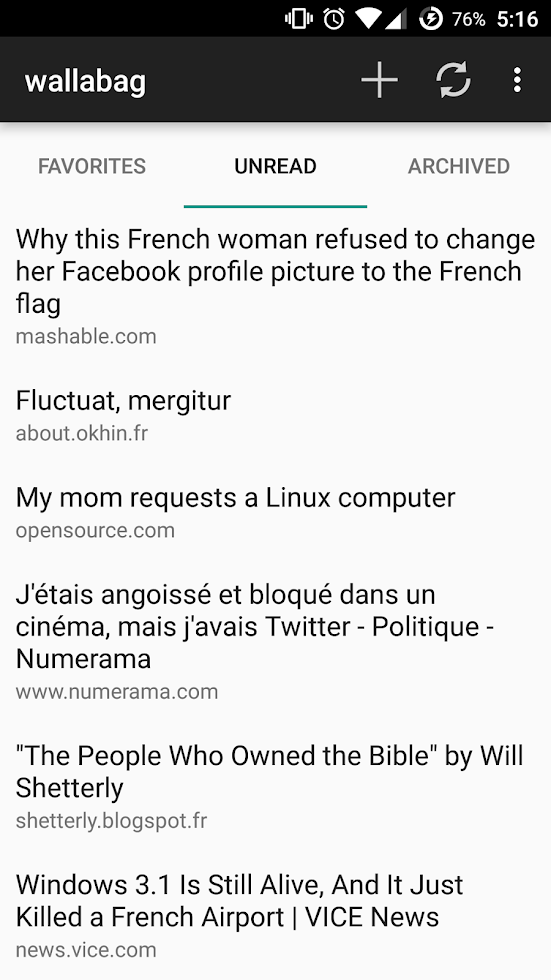 76% 5:16
wallabag
FAVORITES UNREAD ARCHIVED
Why this French woman refused to change
her Facebook profile picture to the French
flag
mashable.com
Fluctuat, mergitur
about.okhin.fr
My mom requests a Linux computer
opensource.com
J'étais angoissé et bloqué dans un
cinéma, mais j'avais Twitter - Politique -
Numerama
www.numerama.com
"The People Who Owned the Bible" by Will
Shetterly
shetterly.blogspot.fr
Windows 3.1 Is Still Alive, And It Just
Killed a French Airport | VICE News
news.vice.com